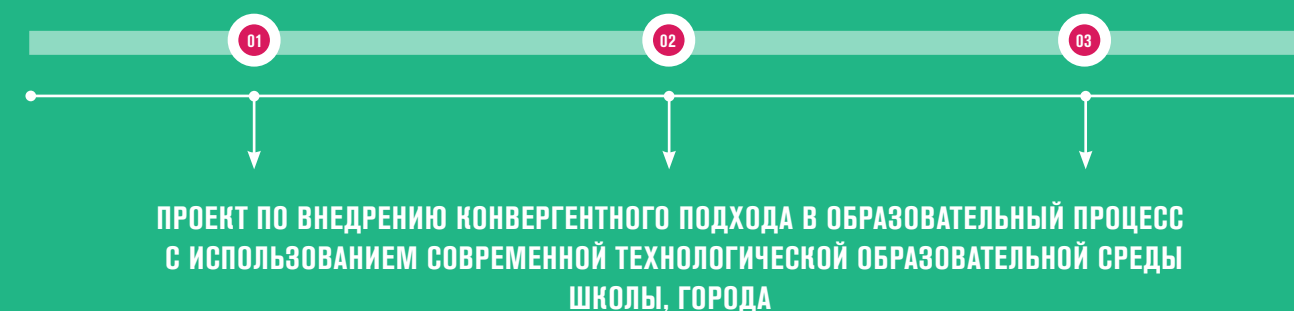 01 02 03
ПРОЕКТ ПО ВНЕДРЕНИЮ КОНВЕРГЕНТНОГО ПОДХОДА В ОБРАЗОВАТЕЛЬНЫЙ ПРОЦЕСС
С ИСПОЛЬЗОВАНИЕМ СОВРЕМЕННОЙ ТЕХНОЛОГИЧЕСКОЙ ОБРАЗОВАТЕЛЬНОЙ СРЕДЫ
ШКОЛЫ, ГОРОДА